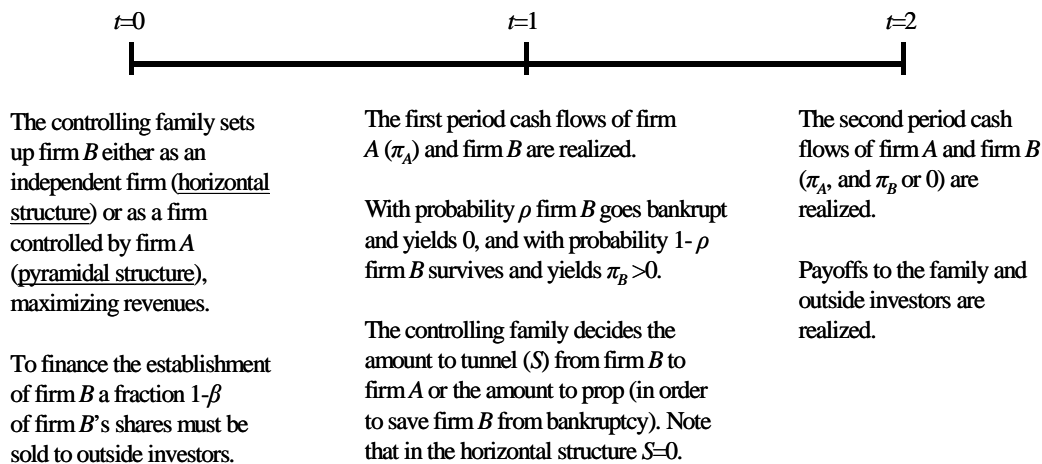 t=0
t=1
t=2
The controlling family sets
up firm B either as an
independent firm (horizontal
structure) or as a firm
controlled by firm A
(pyramidal structure),
maximizing revenues.
To finance the establishment
of firm B a fraction 1-β
of firm B's shares must be
sold to outside investors.
The first period cash flows of firm
A (π_A) and firm B are realized.
With probability ρ firm B goes bankrupt
and yields 0, and with probability 1- ρ
firm B survives and yields π_B >0.
The controlling family decides the
amount to tunnel (S) from firm B to
firm A or the amount to prop (in order
to save firm B from bankruptcy). Note
that in the horizontal structure S=0.
The second period cash
flows of firm A and firm B
(π_A, and π_B or 0) are
realized.
Payoffs to the family and
outside investors are
realized.